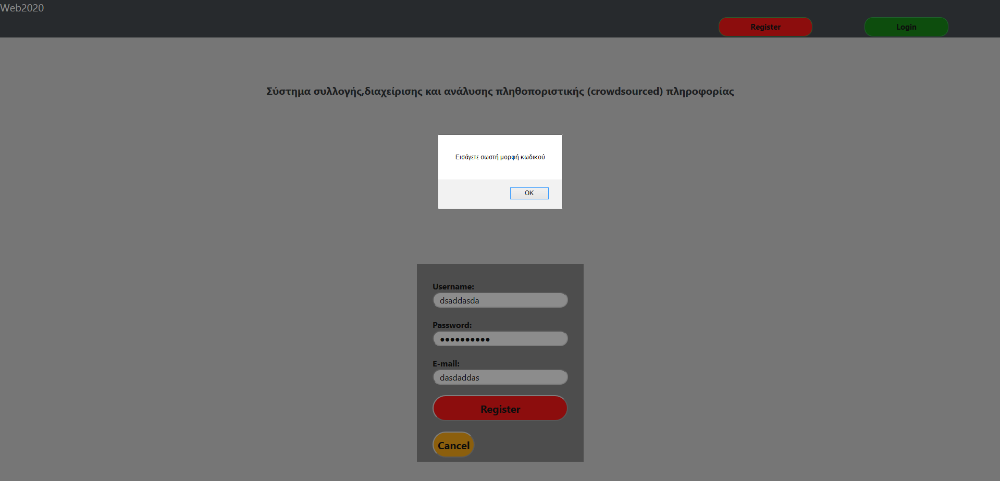 Web2020
Register
Login
Σύστημα συλλογής,διαχείρισης και ανάλυσης πληθοποριστικής (crowdsourced) πληροφορίας
Εισάγετε σωστή μορφή κωδικού
OK
Username:
dsaddasda
Password:
●●●●●●●●●●
E-mail:
dasdaddas
Register
Cancel